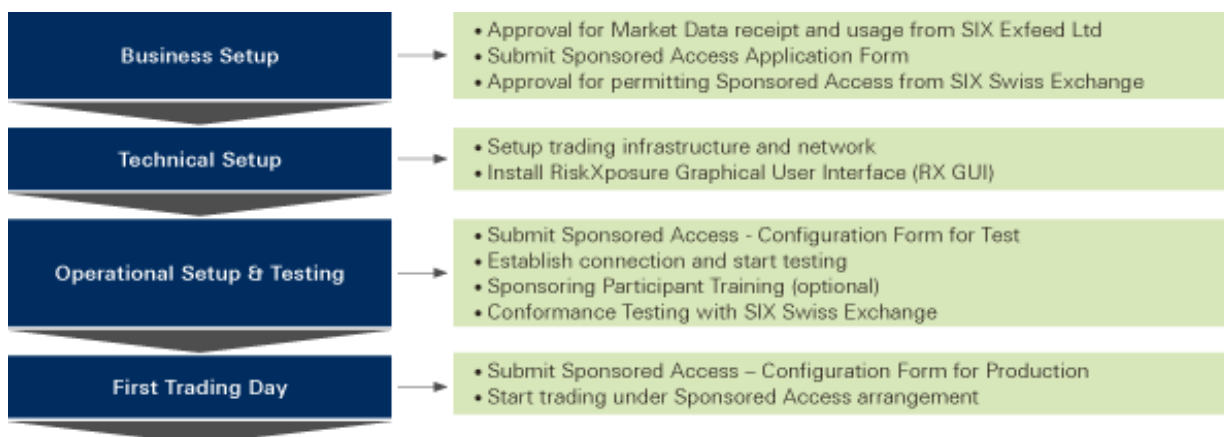 Business Setup
• Approval for Market Data receipt and usage from SIX Exfeed Ltd
• Submit Sponsored Access Application Form
• Approval for permitting Sponsored Access from SIX Swiss Exchange
Technical Setup
• Setup trading infrastructure and network
• Install RiskXposure Graphical User Interface (RX GUI)
Operational Setup & Testing
• Submit Sponsored Access - Configuration Form for Test
• Establish connection and start testing
• Sponsoring Participant Training (optional)
• Conformance Testing with SIX Swiss Exchange
First Trading Day
• Submit Sponsored Access – Configuration Form for Production
• Start trading under Sponsored Access arrangement